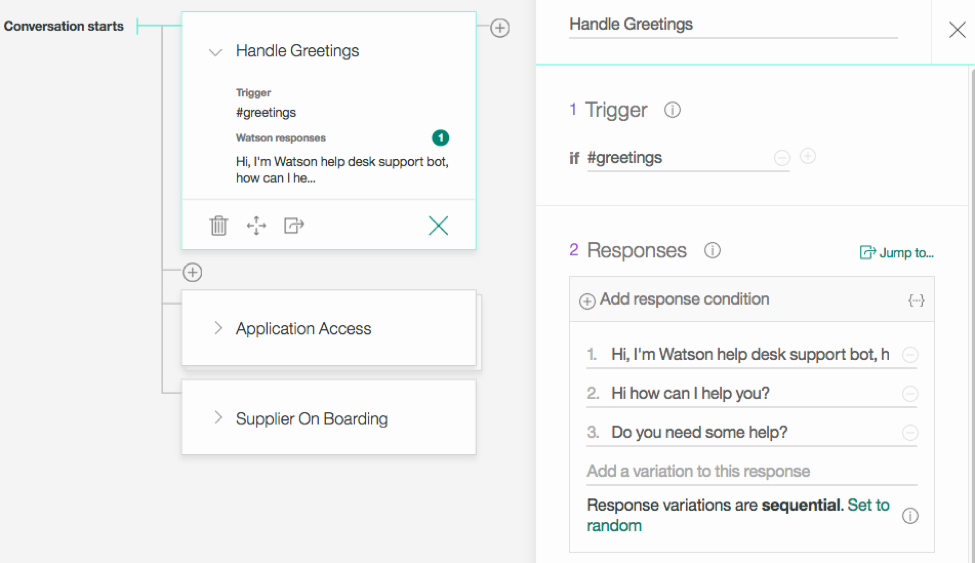 Conversation starts
Handle Greetings
Trigger
#greetings
Watson responses
1
Hi, I'm Watson help desk support bot,
how can I he...
Application Access
Supplier On Boarding
Handle Greetings
1 Trigger
if #greetings
2 Responses
Jump to...
Add response condition
1. Hi, I'm Watson help desk support bot, h
2. Hi how can I help you?
3. Do you need some help?
Add a variation to this response
Response variations are sequential. Set to
random